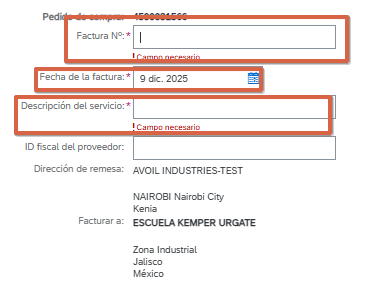 Pedido de compra: 4500081566
Factura Nº:*
! Campo necesario
Fecha de la factura:* 9 dic. 2025
Descripción del servicio:*
! Campo necesario
ID fiscal del proveedor:
Dirección de remesa: AVOIL INDUSTRIES-TEST
NAIROBI Nairobi City
Kenia
Facturar a: ESCUELA KEMPER URGATE
Zona Industrial
Jalisco
México